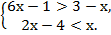 6x – 1 > 3 – x,
2x – 4 < x.